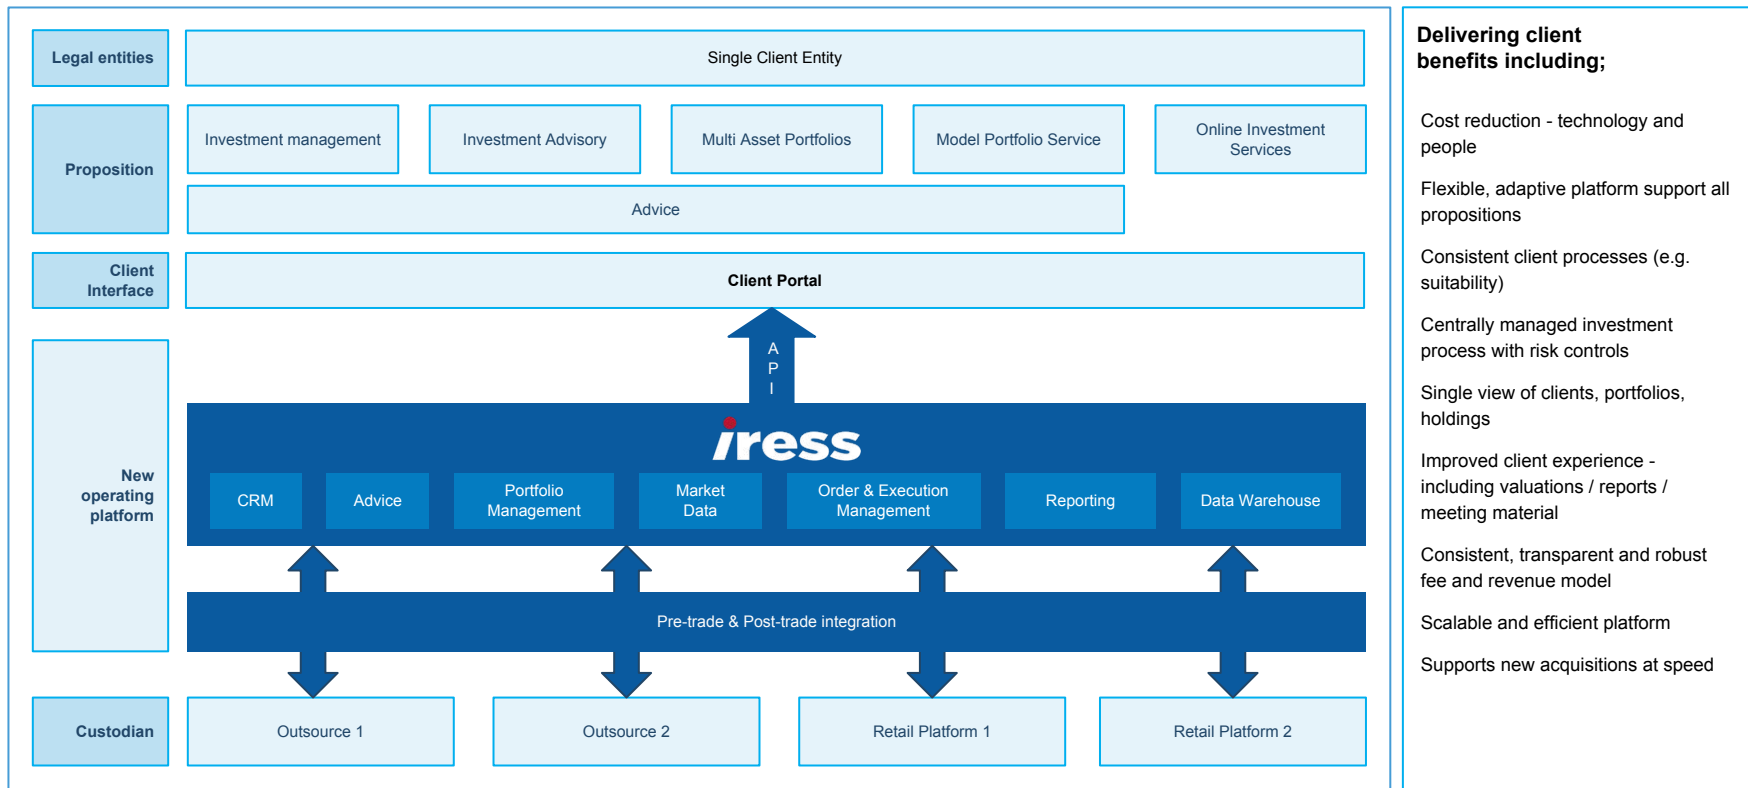 Legal entities
Single Client Entity
Proposition
Investment management
Investment Advisory
Multi Asset Portfolios
Model Portfolio Service
Online Investment
Services
Advice
Client
Interface
Client Portal
A
P
I
New
operating
platform
iress
CRM
Advice
Portfolio
Management
Market
Data
Order & Execution
Management
Reporting
Data Warehouse
Pre-trade & Post-trade integration
Custodian
Outsource 1
Outsource 2
Retail Platform 1
Retail Platform 2
Delivering client
benefits including;
Cost reduction - technology and
people
Flexible, adaptive platform support all
propositions
Consistent client processes (e.g.
suitability)
Centrally managed investment
process with risk controls
Single view of clients, portfolios,
holdings
Improved client experience -
including valuations / reports /
meeting material
Consistent, transparent and robust
fee and revenue model
Scalable and efficient platform
Supports new acquisitions at speed